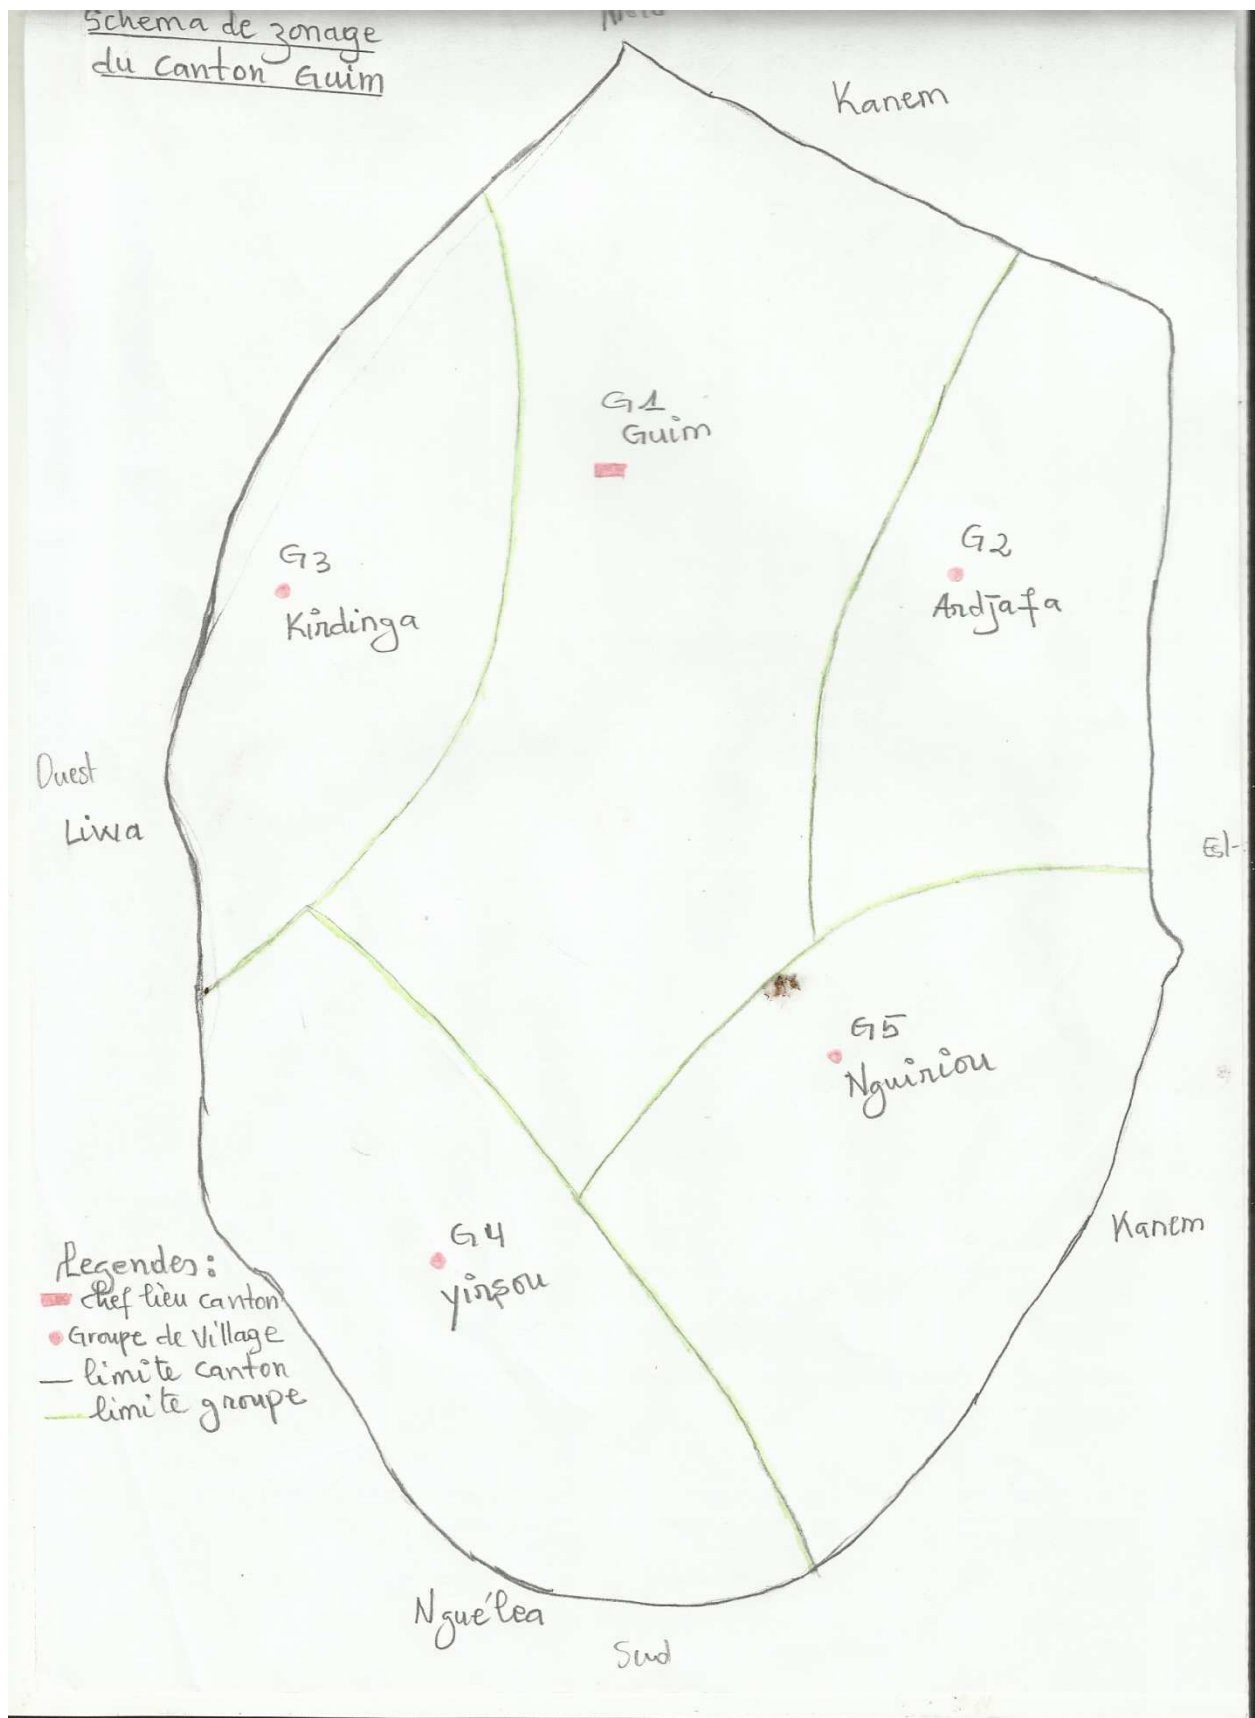 Schema de zonage
du canton Guim
Kanem
G1
Guim
G2
Ardjafa
G3
Kirdinga
Ouest
Liwa
Est
G5
Nguiriou
Kanem
G4
Yirsou
Legendes :
chef lieu canton
Groupe de Village
limite canton
limite groupe
Nguélea
Sud